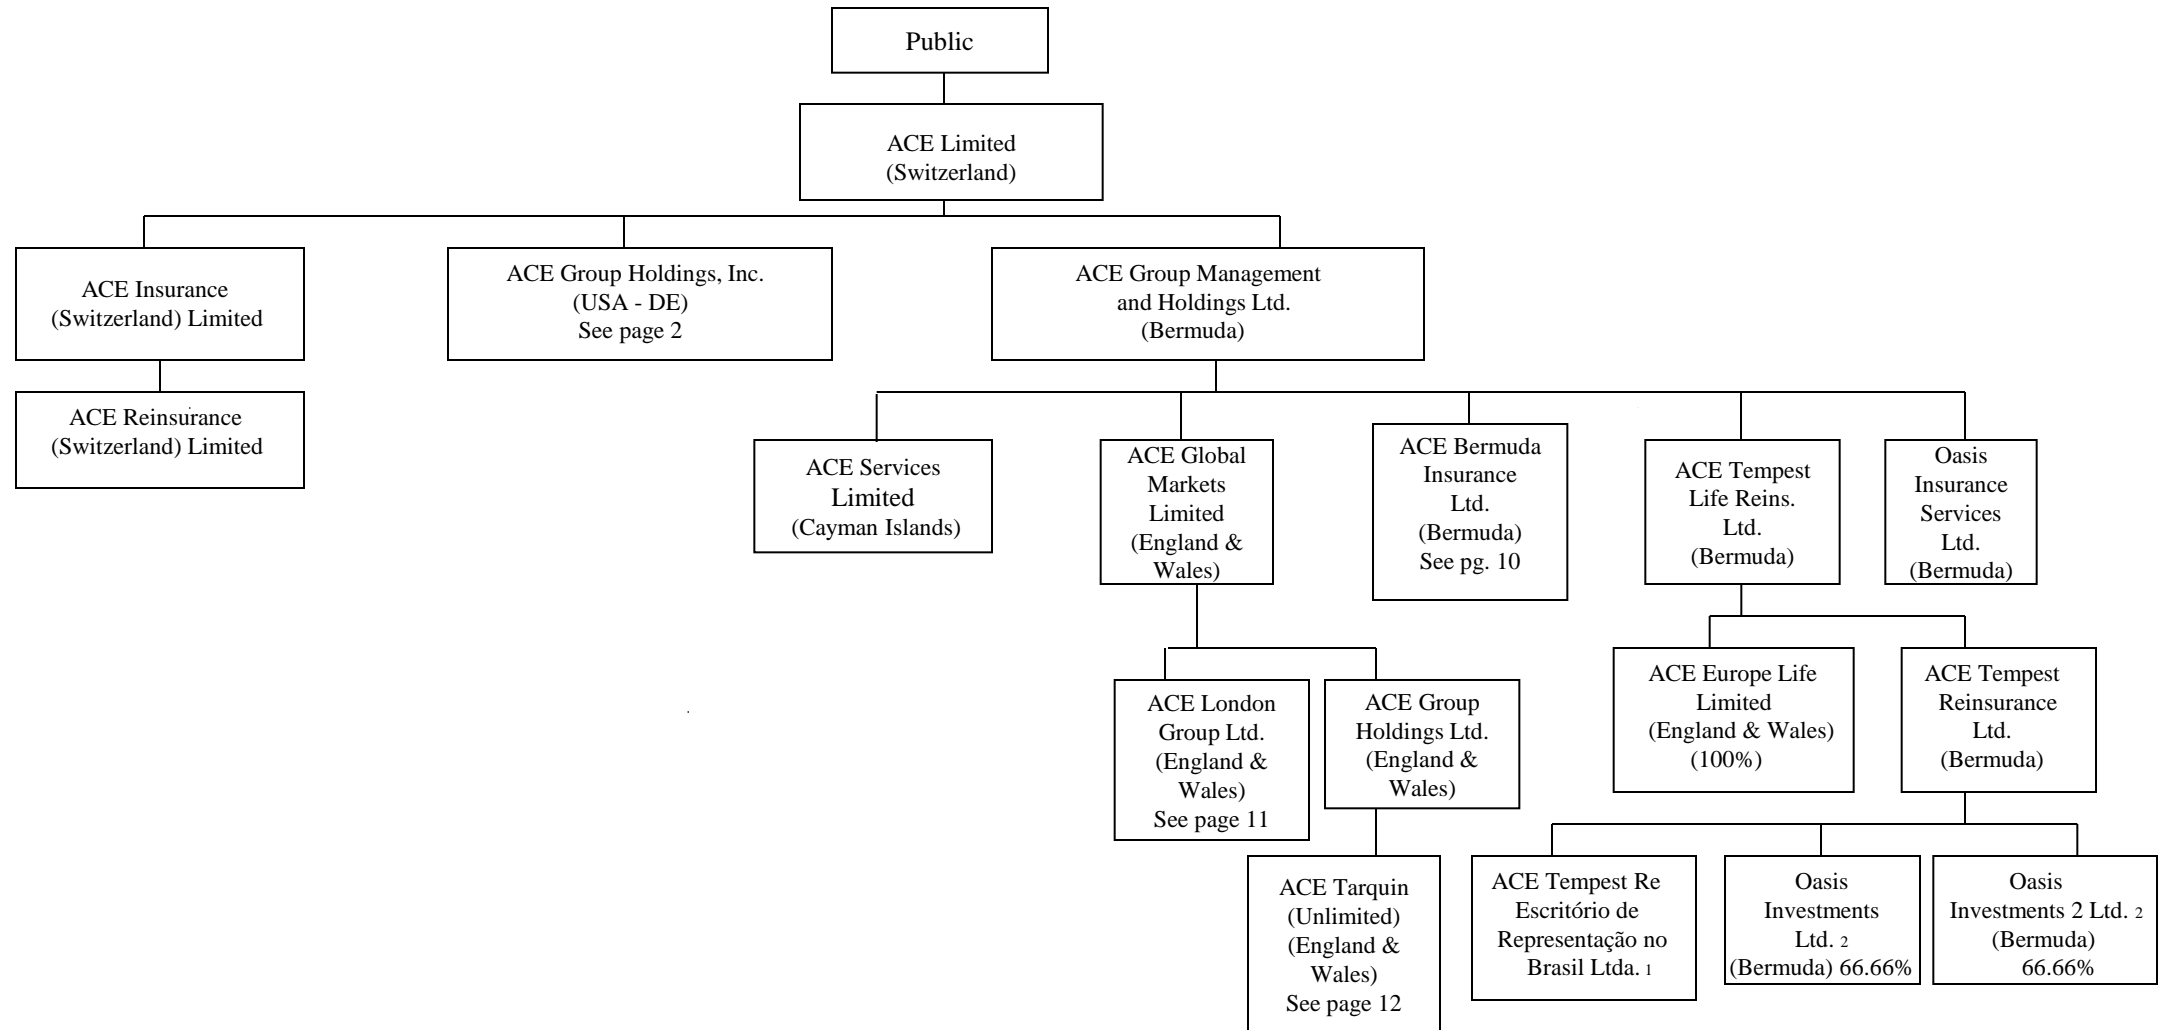 Public
ACE Limited
(Switzerland)
ACE Insurance
(Switzerland) Limited
ACE Group Holdings, Inc.
(USA - DE)
See page 2
ACE Group Management
and Holdings Ltd.
(Bermuda)
ACE Reinsurance
(Switzerland) Limited
ACE Services
Limited
(Cayman Islands)
ACE Global
Markets
Limited
(England &
Wales)
ACE Bermuda
Insurance
Ltd.
(Bermuda)
See pg. 10
ACE Tempest
Life Reins.
Ltd.
(Bermuda)
Oasis
Insurance
Services
Ltd.
(Bermuda)
ACE London
Group Ltd.
(England &
Wales)
See page 11
ACE Group
Holdings Ltd.
(England &
Wales)
ACE Europe Life
Limited
(England & Wales)
(100%)
ACE Tempest
Reinsurance
Ltd.
(Bermuda)
ACE Tarquin
(Unlimited)
(England &
Wales)
See page 12
ACE Tempest Re
Escritório de
Representação no
Brasil Ltda. 1
Oasis
Investments
Ltd. 2
(Bermuda) 66.66%
Oasis
Investments 2 Ltd. 2
(Bermuda)
66.66%